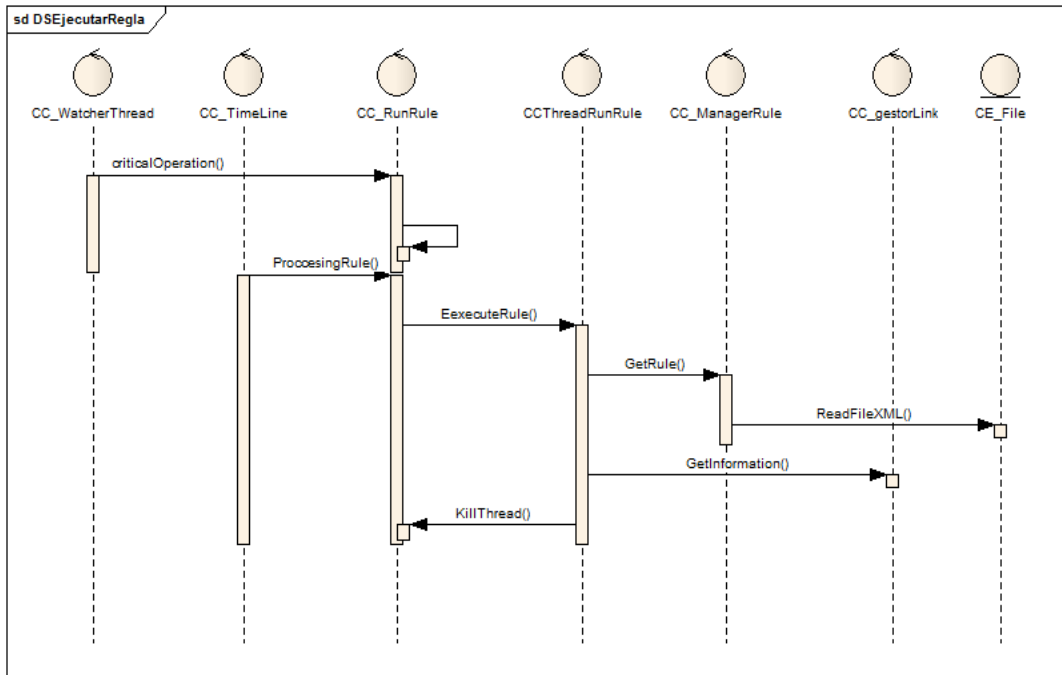 sd DSEjecutarRegla
CC_WatcherThread
CC_TimeLine
CC_RunRule
CCThreadRunRule
CC_ManagerRule
CC_gestorLink
CE_File
criticalOperation()
ProccesingRule()
EexecuteRule()
GetRule()
ReadFileXML()
GetInformation()
KillThread()